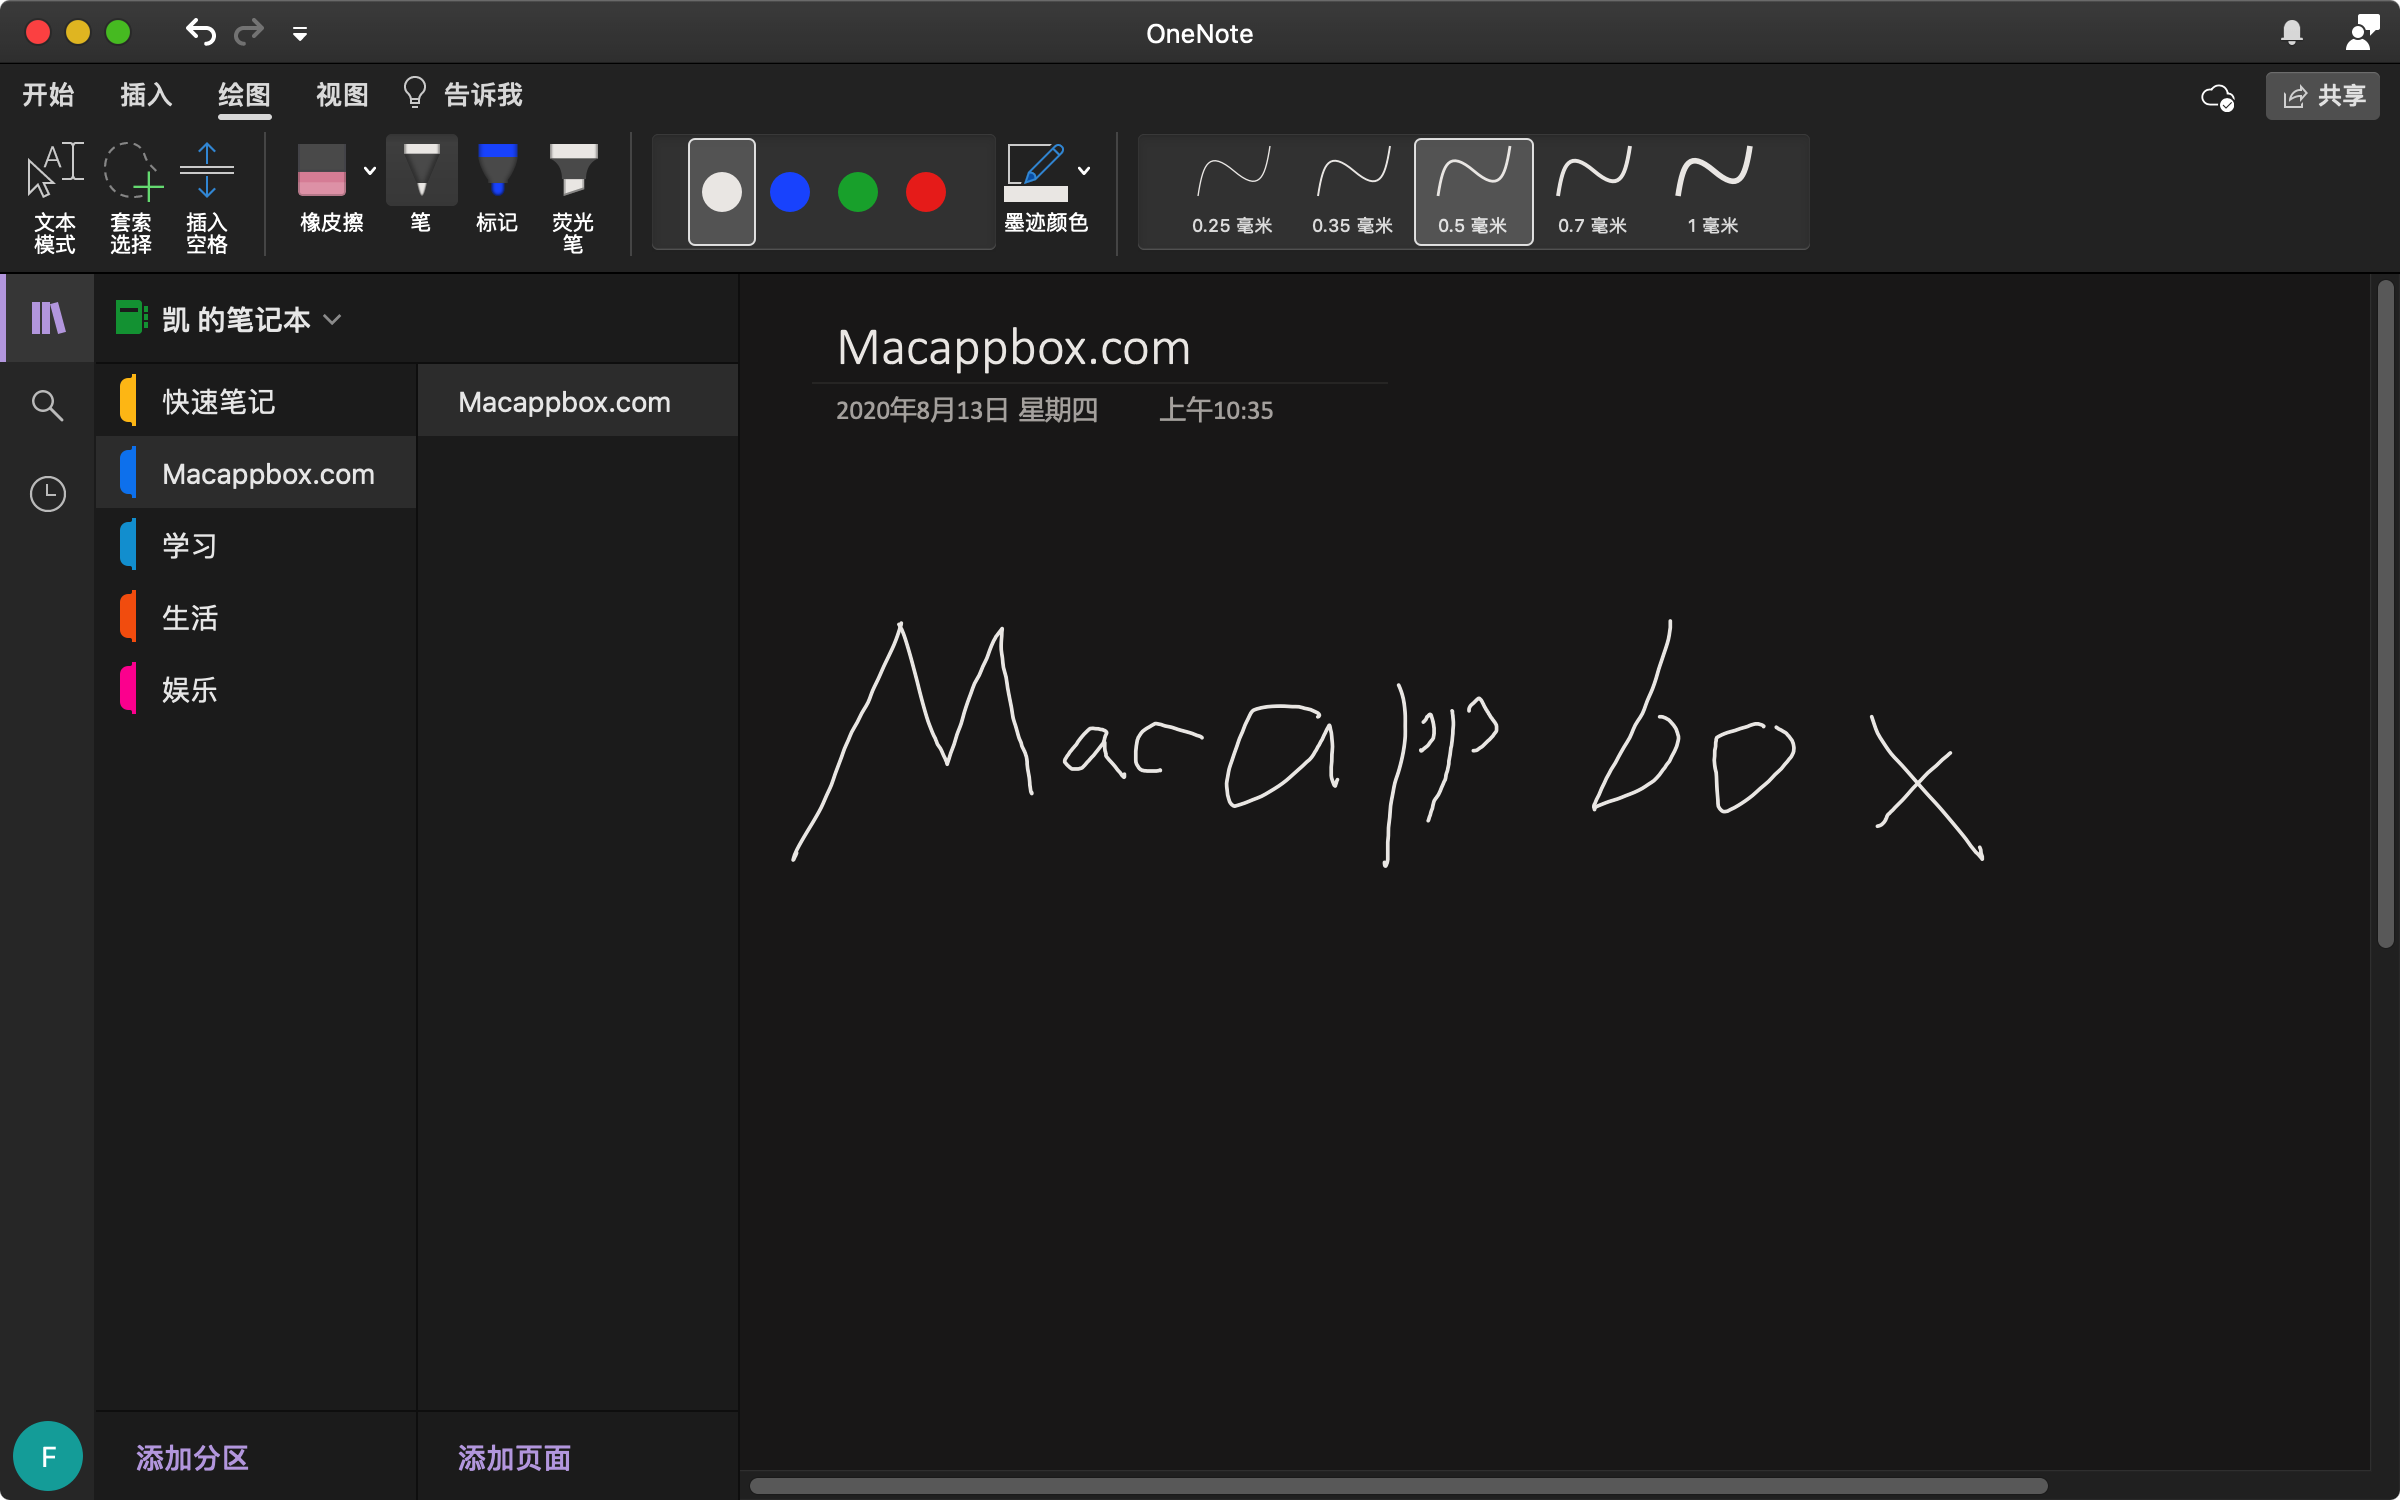 OneNote
开始 插入 绘图 视图 告诉我 共享
文本模式 套索选择 插入空格 橡皮擦 笔 标记 荧光笔 墨迹颜色 0.25 毫米 0.35 毫米 0.5 毫米 0.7 毫米 1 毫米
凯 的笔记本
快速笔记
Macappbox.com
学习
生活
娱乐
添加分区
Macappbox.com
添加页面
F
Macappbox.com
2020年8月13日 星期四 上午10:35
Macappbox